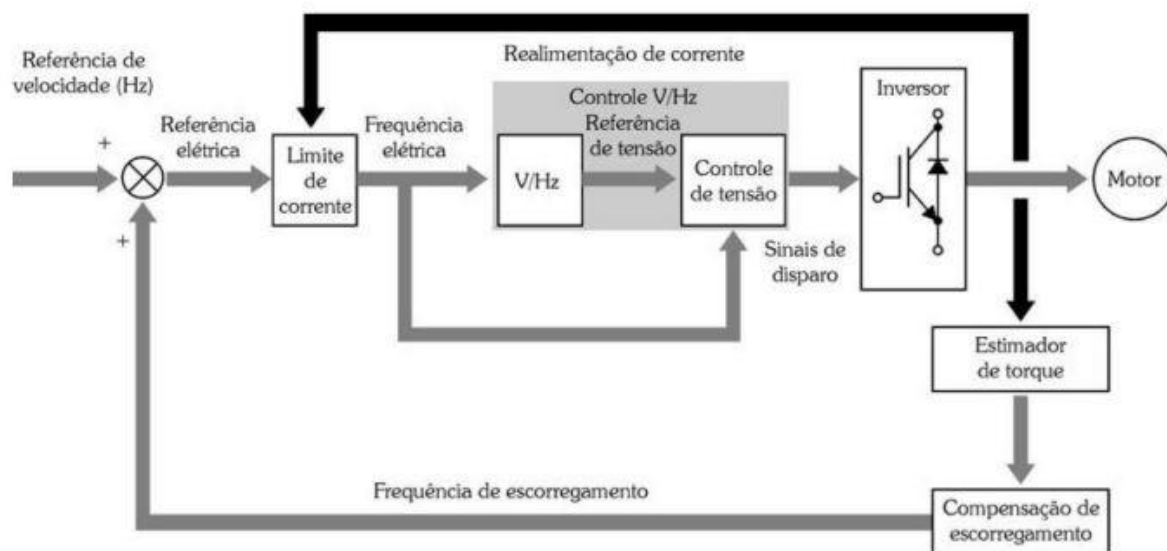 Referência de
velocidade (Hz)
Realimentação de corrente
Inversor
Controle V/Hz
+
Referência
elétrica
Limite
de
corrente
Frequência
elétrica
V/Hz
Referência
de tensão
Controle
de tensão
Motor
+
Sinais de
disparo
Estimador
de torque
Frequência de escorregamento
Compensação de
escorregamento